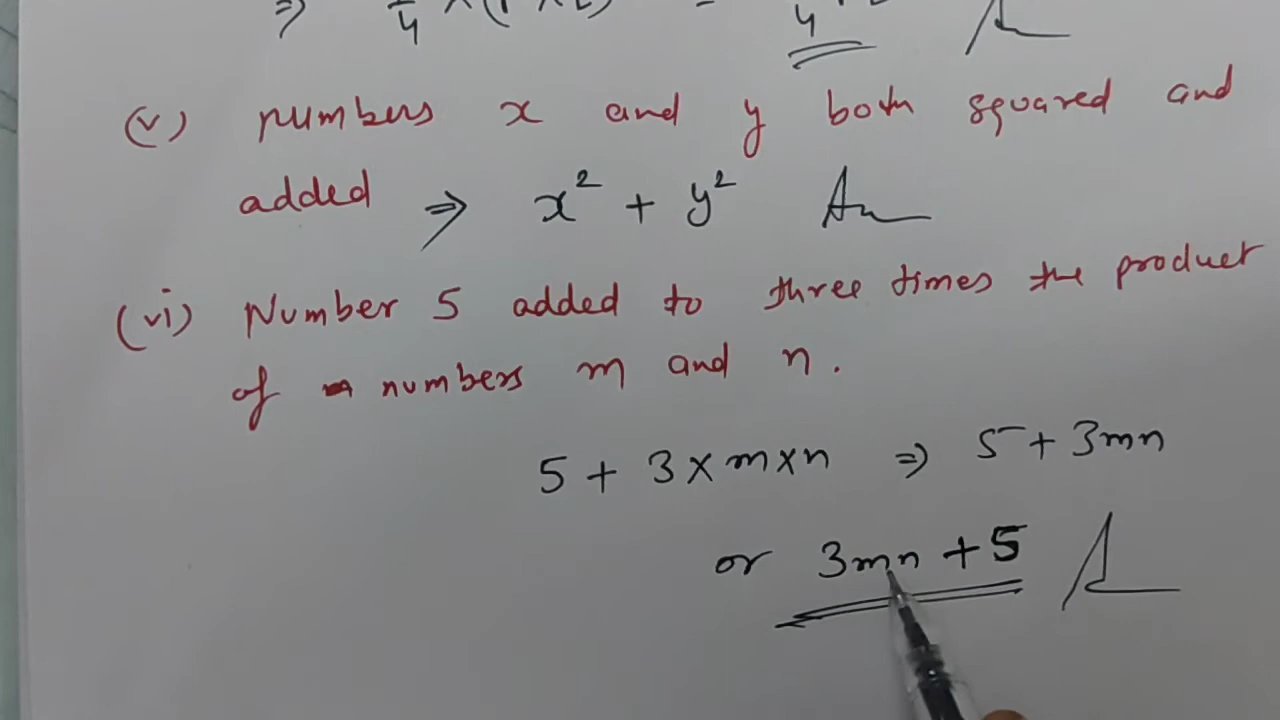 (v) numbers x and y both squared and
added ⇒ x² + y² An
(vi) Number 5 added to three times the product
of numbers m and n.
5 + 3 × m × n ⇒ 5 + 3mn
or 3mn + 5